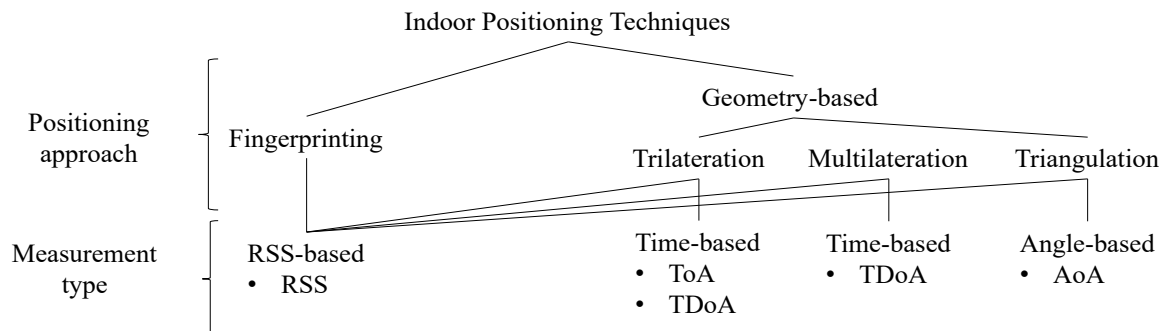 Indoor Positioning Techniques
Positioning
approach
Geometry-based
Fingerprinting
Trilateration
Multilateration
Triangulation
Measurement
type
RSS-based
• RSS
Time-based
• ToA
• TDoA
Time-based
• TDoA
Angle-based
• AoA